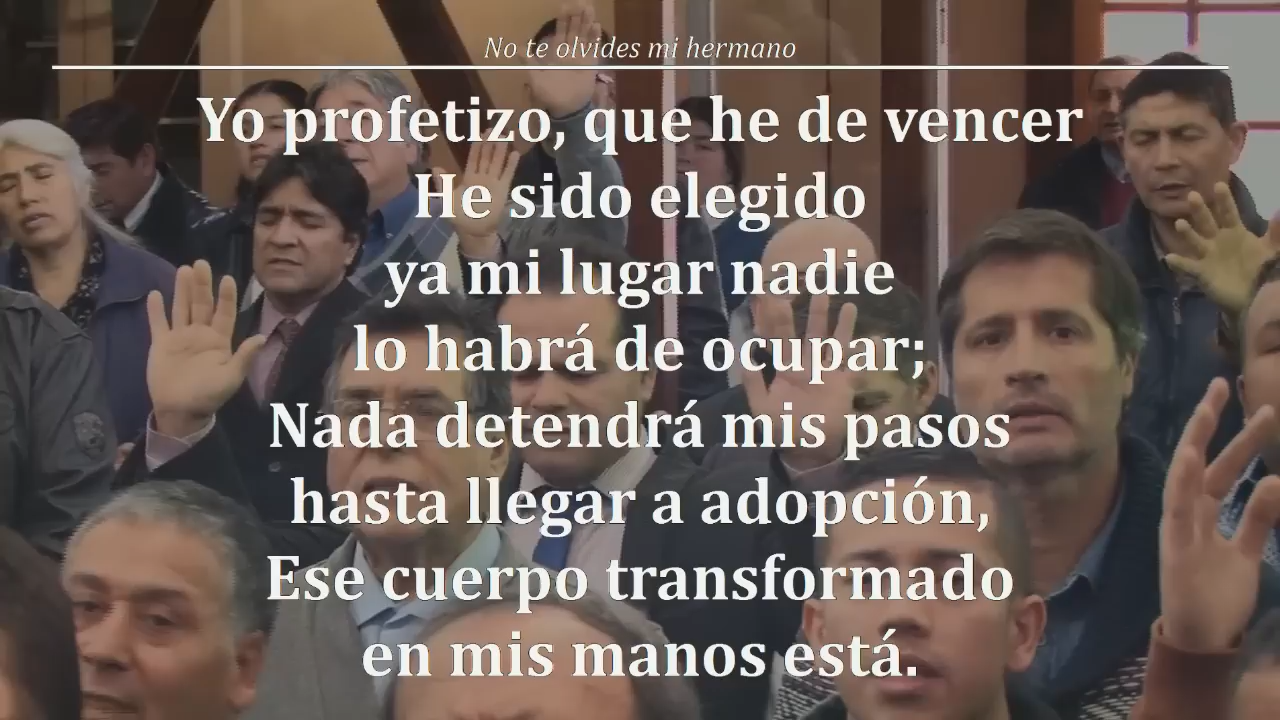 No te olvides mi hermano
Yo profetizo, que he de vencer
He sido elegido
ya mi lugar nadie
lo habrá de ocupar;
Nada detendrá mis pasos
hasta llegar a adopción,
Ese cuerpo transformado
en mis manos está.